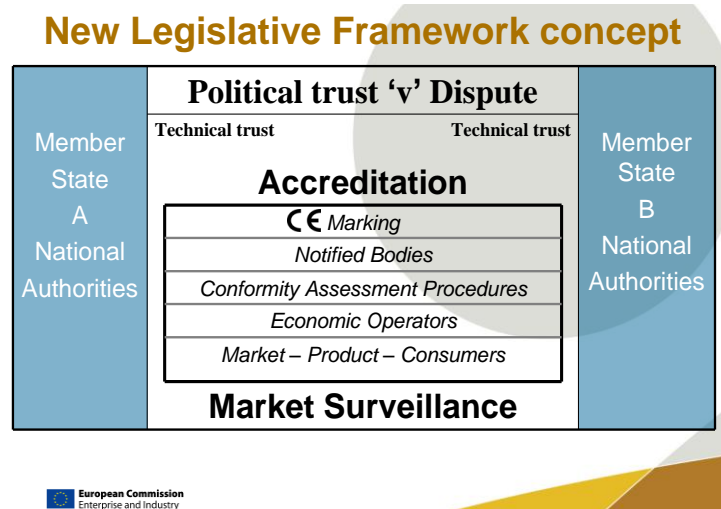 New Legislative Framework concept
Political trust ‘v’ Dispute
Technical trust Technical trust
Member
State
A
National
Authorities
Accreditation
CE Marking
Notified Bodies
Conformity Assessment Procedures
Economic Operators
Market – Product – Consumers
Market Surveillance
Member
State
B
National
Authorities
European Commission
Enterprise and Industry